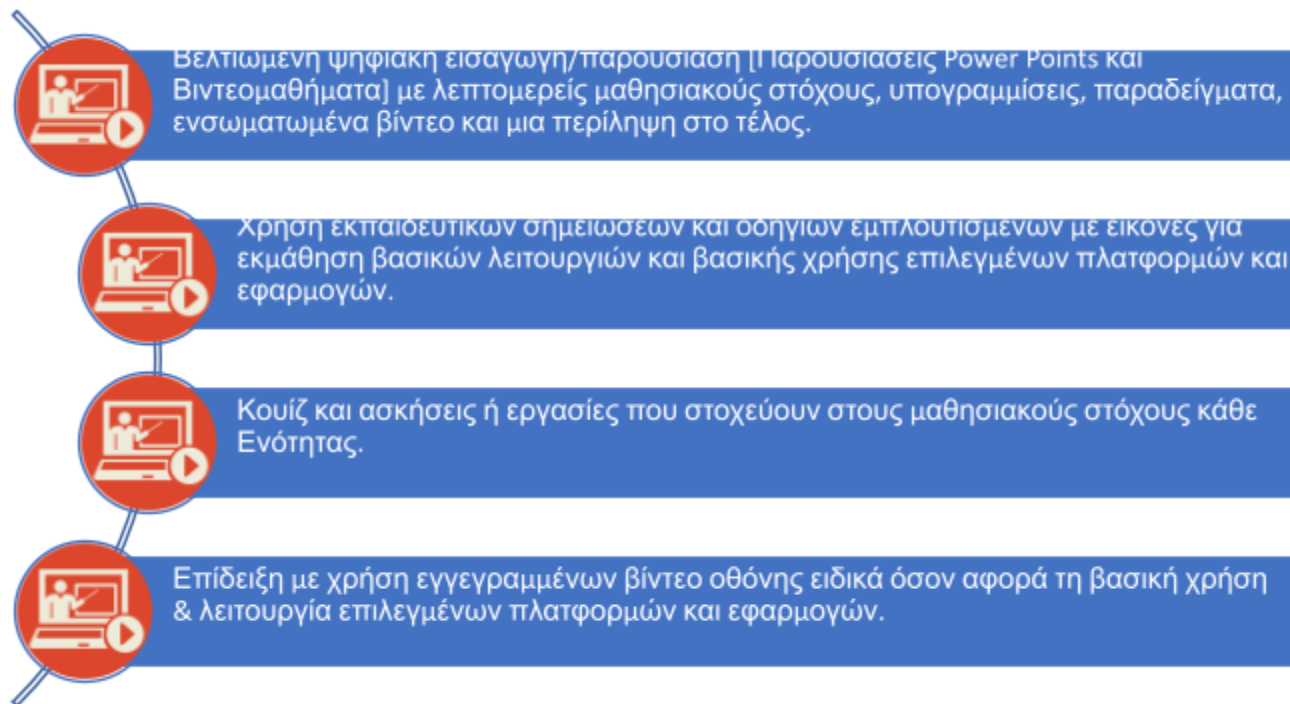 Βελτιωμένη ψηφιακή εισαγωγή/παρουσίαση [Παρουσιάσεις Power Points και
Βιντεομαθήματα] με λεπτομερείς μαθησιακούς στόχους, υπογραμμίσεις, παραδείγματα,
ενσωματωμένα βίντεο και μια περίληψη στο τέλος.
Χρήση εκπαιδευτικών σημειώσεων και οδηγιών εμπλουτισμένων με εικόνες για
εκμάθηση βασικών λειτουργιών και βασικής χρήσης επιλεγμένων πλατφορμών και
εφαρμογών.
Κουίζ και ασκήσεις ή εργασίες που στοχεύουν στους μαθησιακούς στόχους κάθε
Ενότητας.
Επίδειξη με χρήση εγγεγραμμένων βίντεο οθόνης ειδικά όσον αφορά τη βασική χρήση
& λειτουργία επιλεγμένων πλατφορμών και εφαρμογών.